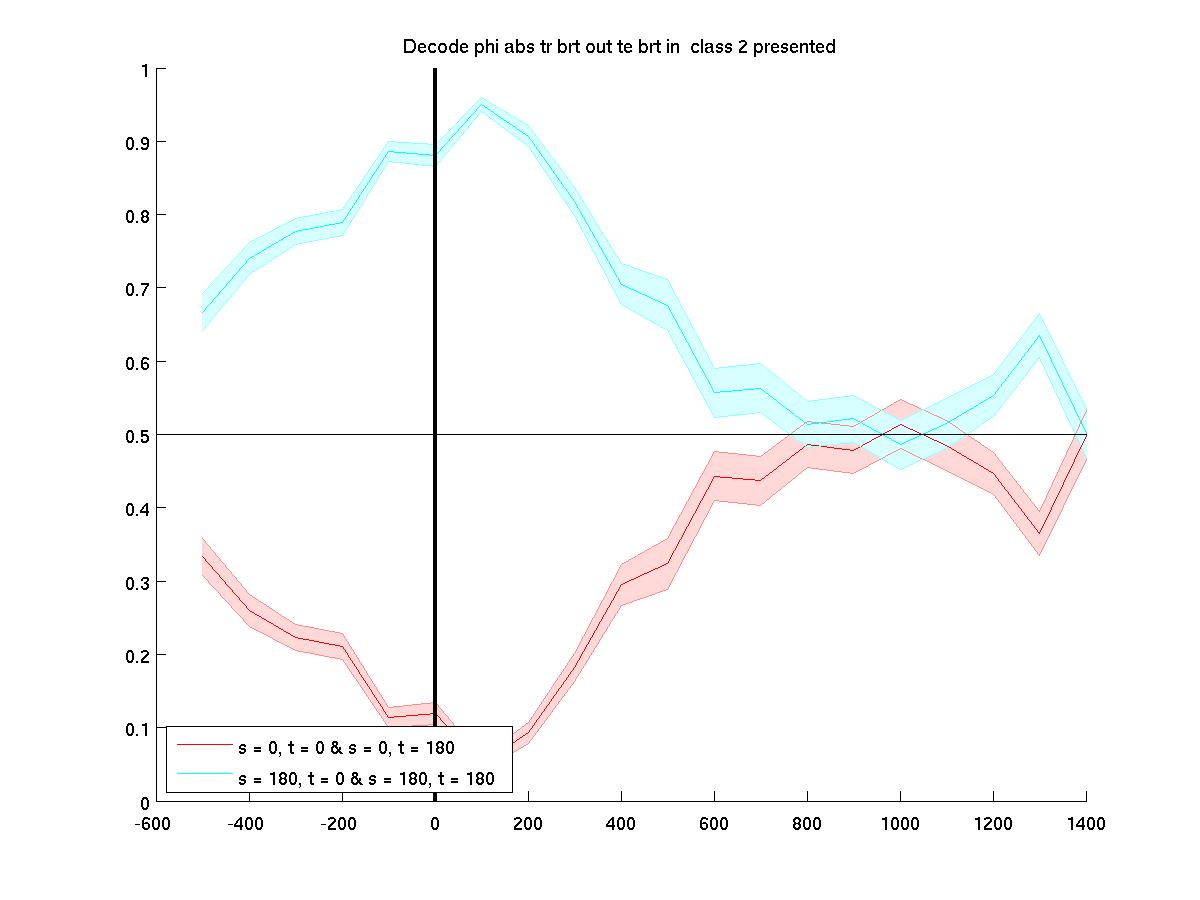 Decode phi abs tr brt out te brt in  class 2 presented
1
0.9
0.8
0.7
0.6
0.5
0.4
0.3
0.2
0.1
0
s = 0, t = 0 & s = 0, t = 180
s = 180, t = 0 & s = 180, t = 180
-600 -400 -200 0 200 400 600 800 1000 1200 1400